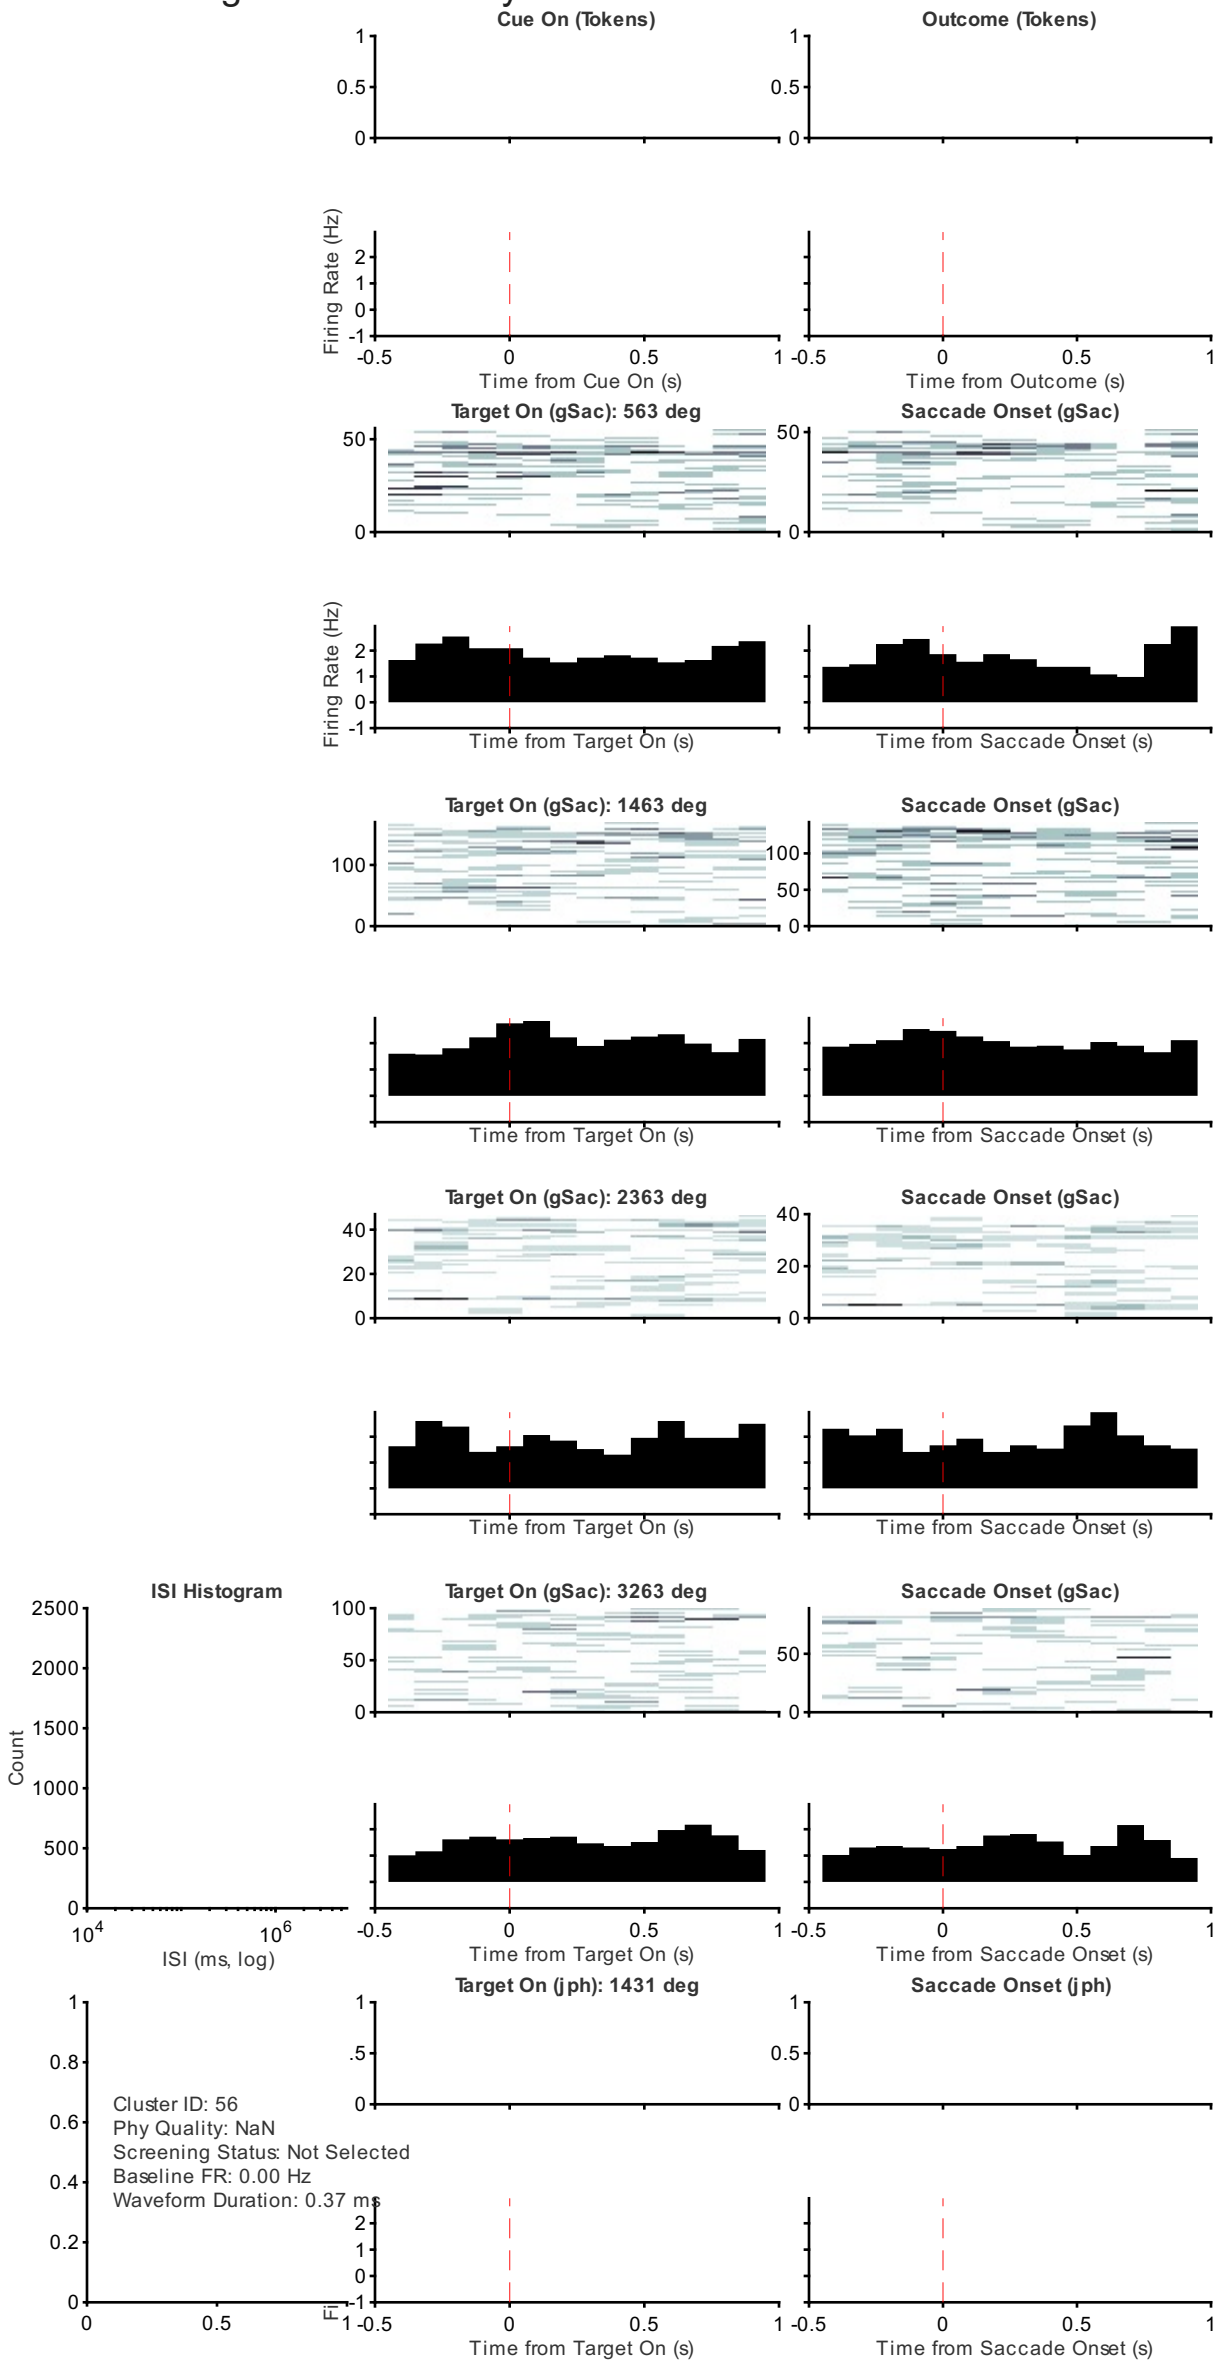 Cue On (Tokens)
Outcome (Tokens)
1
0.5
0
1
0.5
0
Firing Rate (Hz)
2
1
0
-1
-0.5
0
0.5
1
-0.5
0
0.5
1
Time from Cue On (s)
Time from Outcome (s)
Target On (gSac): 563 deg
Saccade Onset (gSac)
50
0
50
0
Firing Rate (Hz)
2
1
0
-1
Time from Target On (s)
Time from Saccade Onset (s)
Target On (gSac): 1463 deg
Saccade Onset (gSac)
100
0
100
50
0
Time from Target On (s)
Time from Saccade Onset (s)
Target On (gSac): 2363 deg
Saccade Onset (gSac)
40
20
0
40
20
0
Time from Target On (s)
Time from Saccade Onset (s)
ISI Histogram
Target On (gSac): 3263 deg
Saccade Onset (gSac)
2500
2000
1500
1000
500
0
Count
10^4
10^6
ISI (ms, log)
100
50
0
50
0
-0.5
0
0.5
1
-0.5
0
0.5
1
Time from Target On (s)
Time from Saccade Onset (s)
Target On (jph): 1431 deg
Saccade Onset (jph)
1
0.8
0.6
0.4
0.2
0
0
0.5
1
Cluster ID: 56
Phy Quality: NaN
Screening Status: Not Selected
Baseline FR: 0.00 Hz
Waveform Duration: 0.37 ms
1
.5
0
1
0.5
0
Fi
2
1
0
-1
-0.5
0
0.5
1
-0.5
0
0.5
1
Time from Target On (s)
Time from Saccade Onset (s)